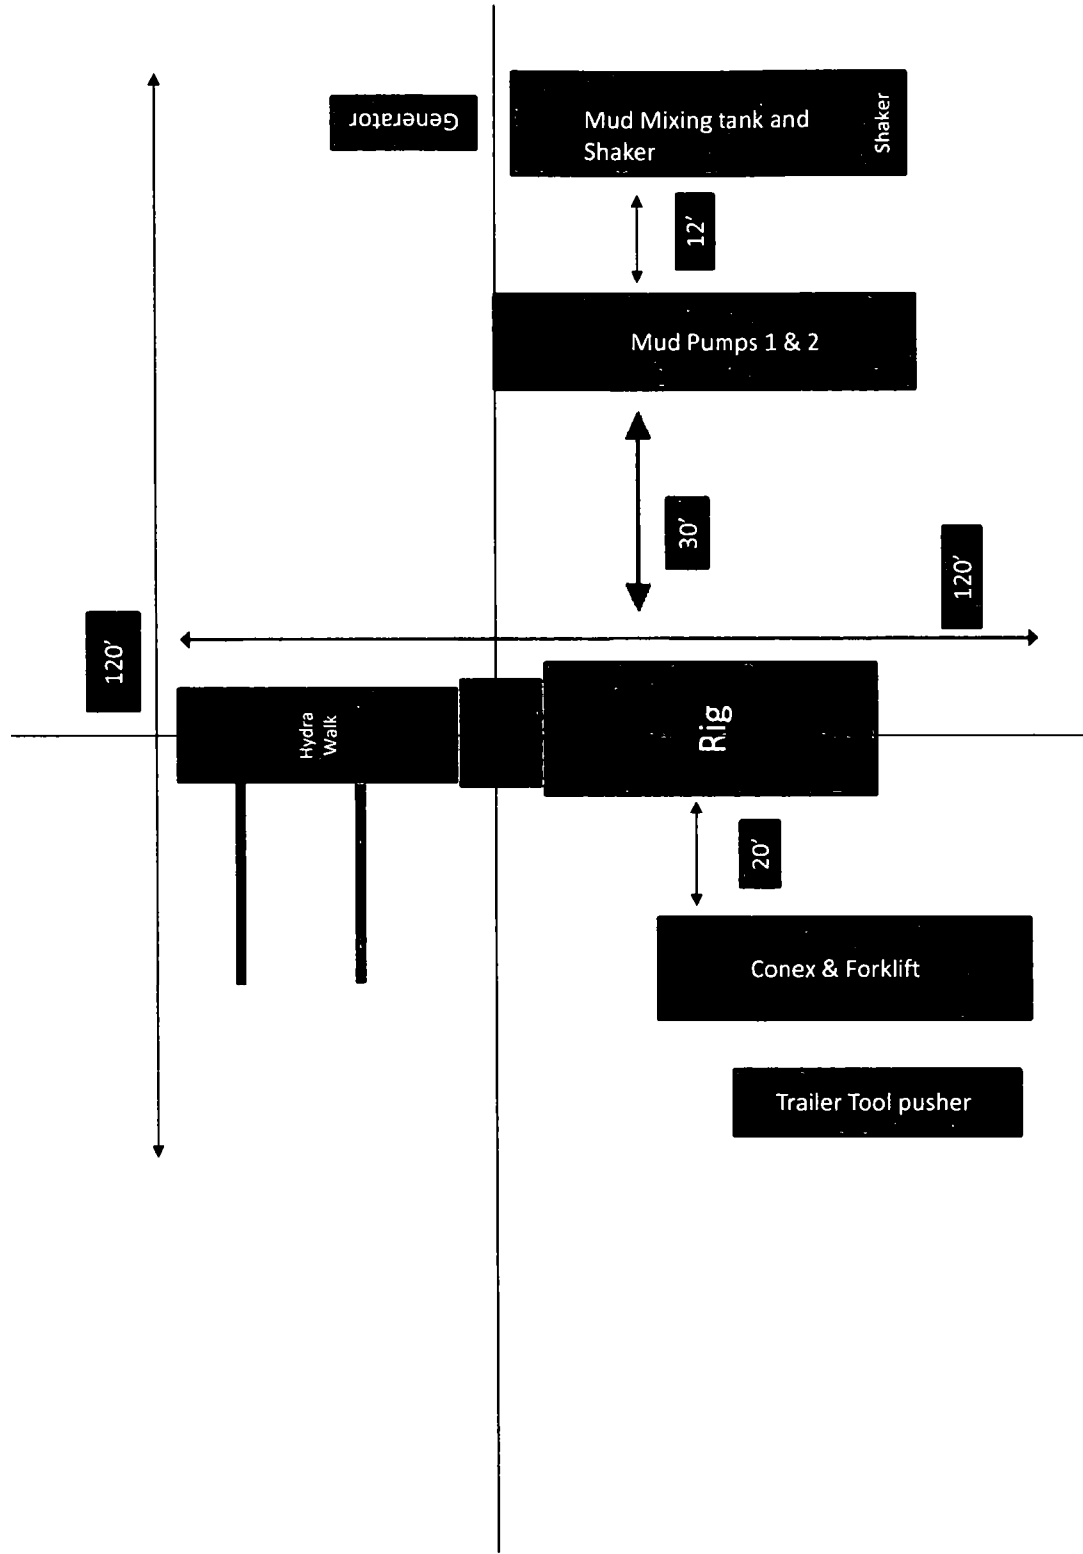 Generator
Mud Mixing tank and
Shaker
Shaker
12'
Mud Pumps 1 & 2
30'
120'
120'
Hydra
Walk
Rig
20'
Conex & Forklift
Trailer Tool pusher